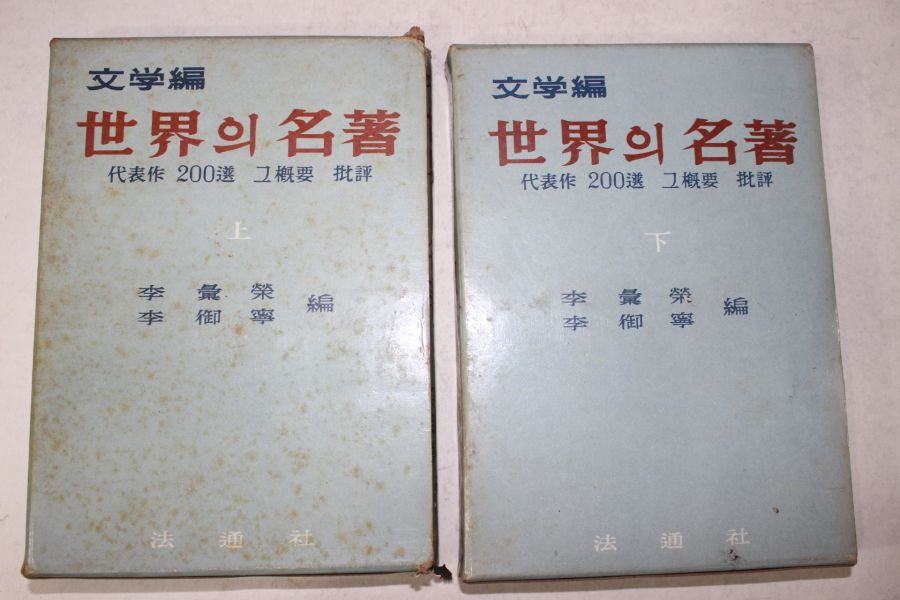 文学編
世界의 名著
代表作 200選 그槪要 批評
上
李彙榮
李御寧
編
法通社
文学編
世界의 名著
代表作 200選 그槪要 批評
下
李彙榮
李御寧
編
法通社